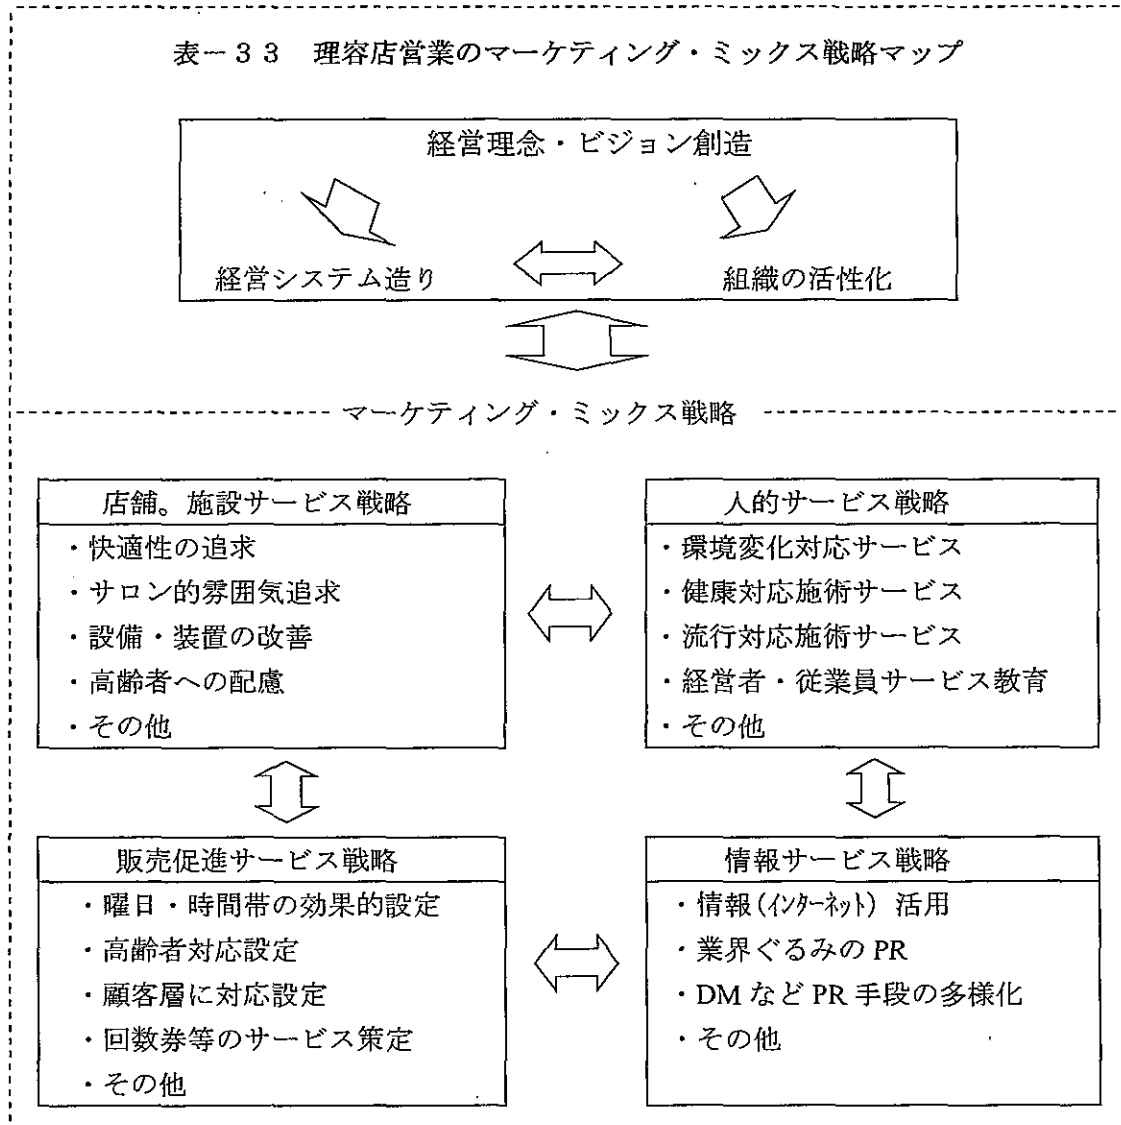 表－３３　理容店営業のマーケティング・ミックス戦略マップ
経営理念・ビジョン創造
経営システム造り
組織の活性化
マーケティング・ミックス戦略
店舗。施設サービス戦略
・快適性の追求
・サロン的雰囲気追求
・設備・装置の改善
・高齢者への配慮
・その他
人的サービス戦略
・環境変化対応サービス
・健康対応施術サービス
・流行対応施術サービス
・経営者・従業員サービス教育
・その他
販売促進サービス戦略
・曜日・時間帯の効果的設定
・高齢者対応設定
・顧客層に対応設定
・回数券等のサービス策定
・その他
情報サービス戦略
・情報(ｲﾝﾀｰﾈｯﾄ) 活用
・業界ぐるみの PR
・DM など PR 手段の多様化
・その他